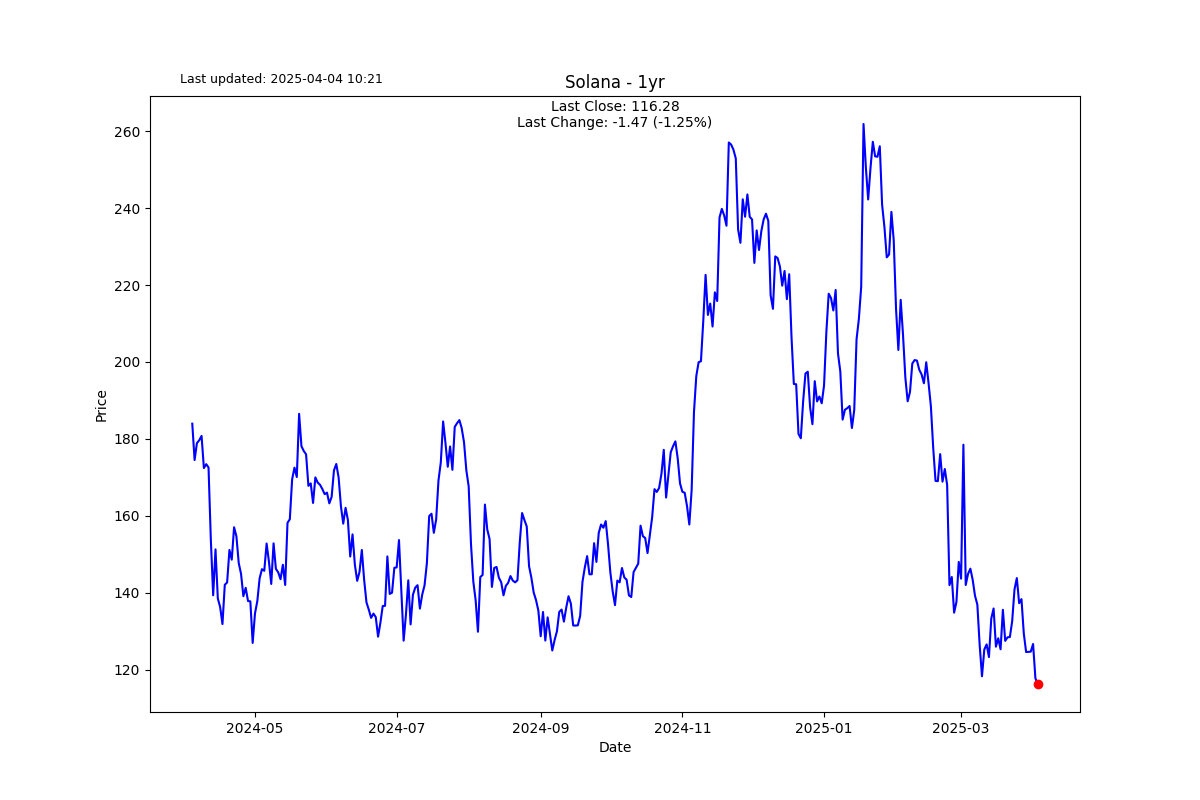 Last updated: 2025-04-04 10:21
Solana - 1yr
Last Close: 116.28
Last Change: -1.47 (-1.25%)
260
240
220
200
180
160
140
120
Price
2024-05
2024-07
2024-09
2024-11
2025-01
2025-03
Date